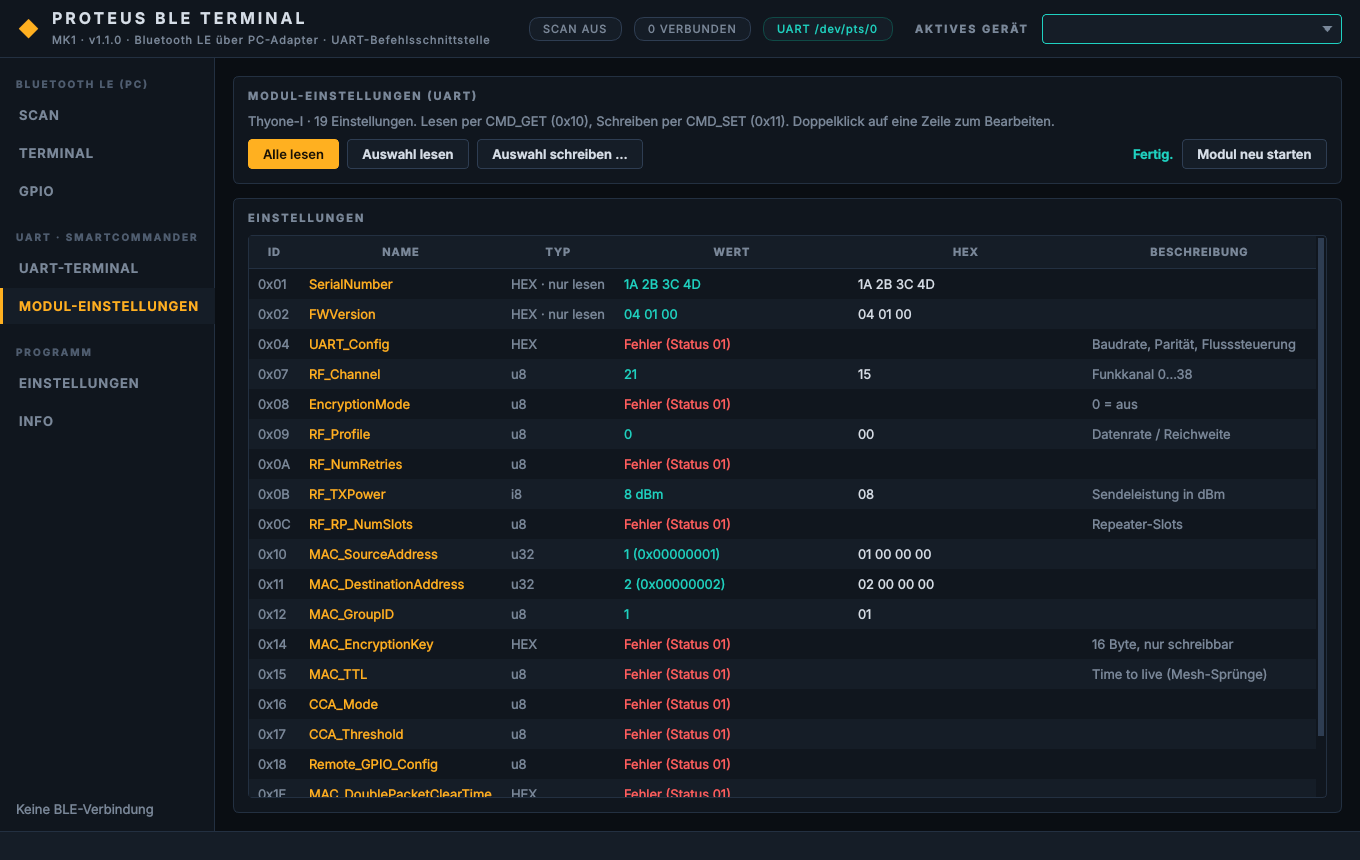 PROTEUS BLE TERMINAL
MK1 · v1.1.0 · Bluetooth LE über PC-Adapter · UART-Befehlsschnittstelle
SCAN AUS
0 VERBUNDEN
UART /dev/pts/0
AKTIVES GERÄT
BLUETOOTH LE (PC)
SCAN
TERMINAL
GPIO
UART · SMARTCOMMANDER
UART-TERMINAL
MODUL-EINSTELLUNGEN
PROGRAMM
EINSTELLUNGEN
INFO
Keine BLE-Verbindung
MODUL-EINSTELLUNGEN (UART)
Thyone-I · 19 Einstellungen. Lesen per CMD_GET (0x10), Schreiben per CMD_SET (0x11). Doppelklick auf eine Zeile zum Bearbeiten.
Alle lesen Auswahl lesen Auswahl schreiben ... Fertig. Modul neu starten
EINSTELLUNGEN
ID NAME TYP WERT HEX BESCHREIBUNG
0x01 SerialNumber HEX · nur lesen 1A 2B 3C 4D 1A 2B 3C 4D
0x02 FWVersion HEX · nur lesen 04 01 00 04 01 00
0x04 UART_Config HEX Fehler (Status 01) Baudrate, Parität, Flusssteuerung
0x07 RF_Channel u8 21 15 Funkkanal 0...38
0x08 EncryptionMode u8 Fehler (Status 01) 0 = aus
0x09 RF_Profile u8 0 00 Datenrate / Reichweite
0x0A RF_NumRetries u8 Fehler (Status 01)
0x0B RF_TXPower i8 8 dBm 08 Sendeleistung in dBm
0x0C RF_RP_NumSlots u8 Fehler (Status 01) Repeater-Slots
0x10 MAC_SourceAddress u32 1 (0x00000001) 01 00 00 00
0x11 MAC_DestinationAddress u32 2 (0x00000002) 02 00 00 00
0x12 MAC_GroupID u8 1 01
0x14 MAC_EncryptionKey HEX Fehler (Status 01) 16 Byte, nur schreibbar
0x15 MAC_TTL u8 Fehler (Status 01) Time to live (Mesh-Sprünge)
0x16 CCA_Mode u8 Fehler (Status 01)
0x17 CCA_Threshold u8 Fehler (Status 01)
0x18 Remote_GPIO_Config u8 Fehler (Status 01)
MAC_DoublePacketClearTime HEX Fehler (Status 01)